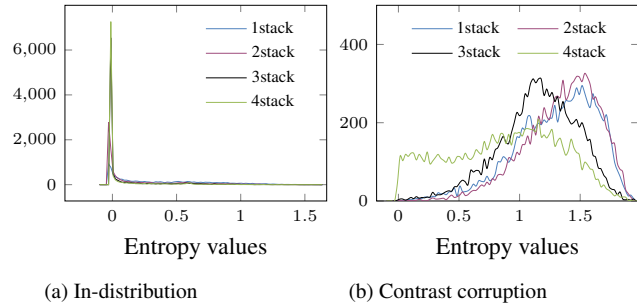 6,000
4,000
2,000
0
0
0.5
1
1.5
1stack
2stack
3stack
4stack
Entropy values
(a) In-distribution
400
200
0
0
0.5
1
1.5
1stack
2stack
3stack
4stack
Entropy values
(b) Contrast corruption